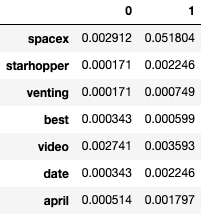 0 1
spacex 0.002912 0.051804
starhopper 0.000171 0.002246
venting 0.000171 0.000749
best 0.000343 0.000599
video 0.002741 0.003593
date 0.000343 0.002246
april 0.000514 0.001797